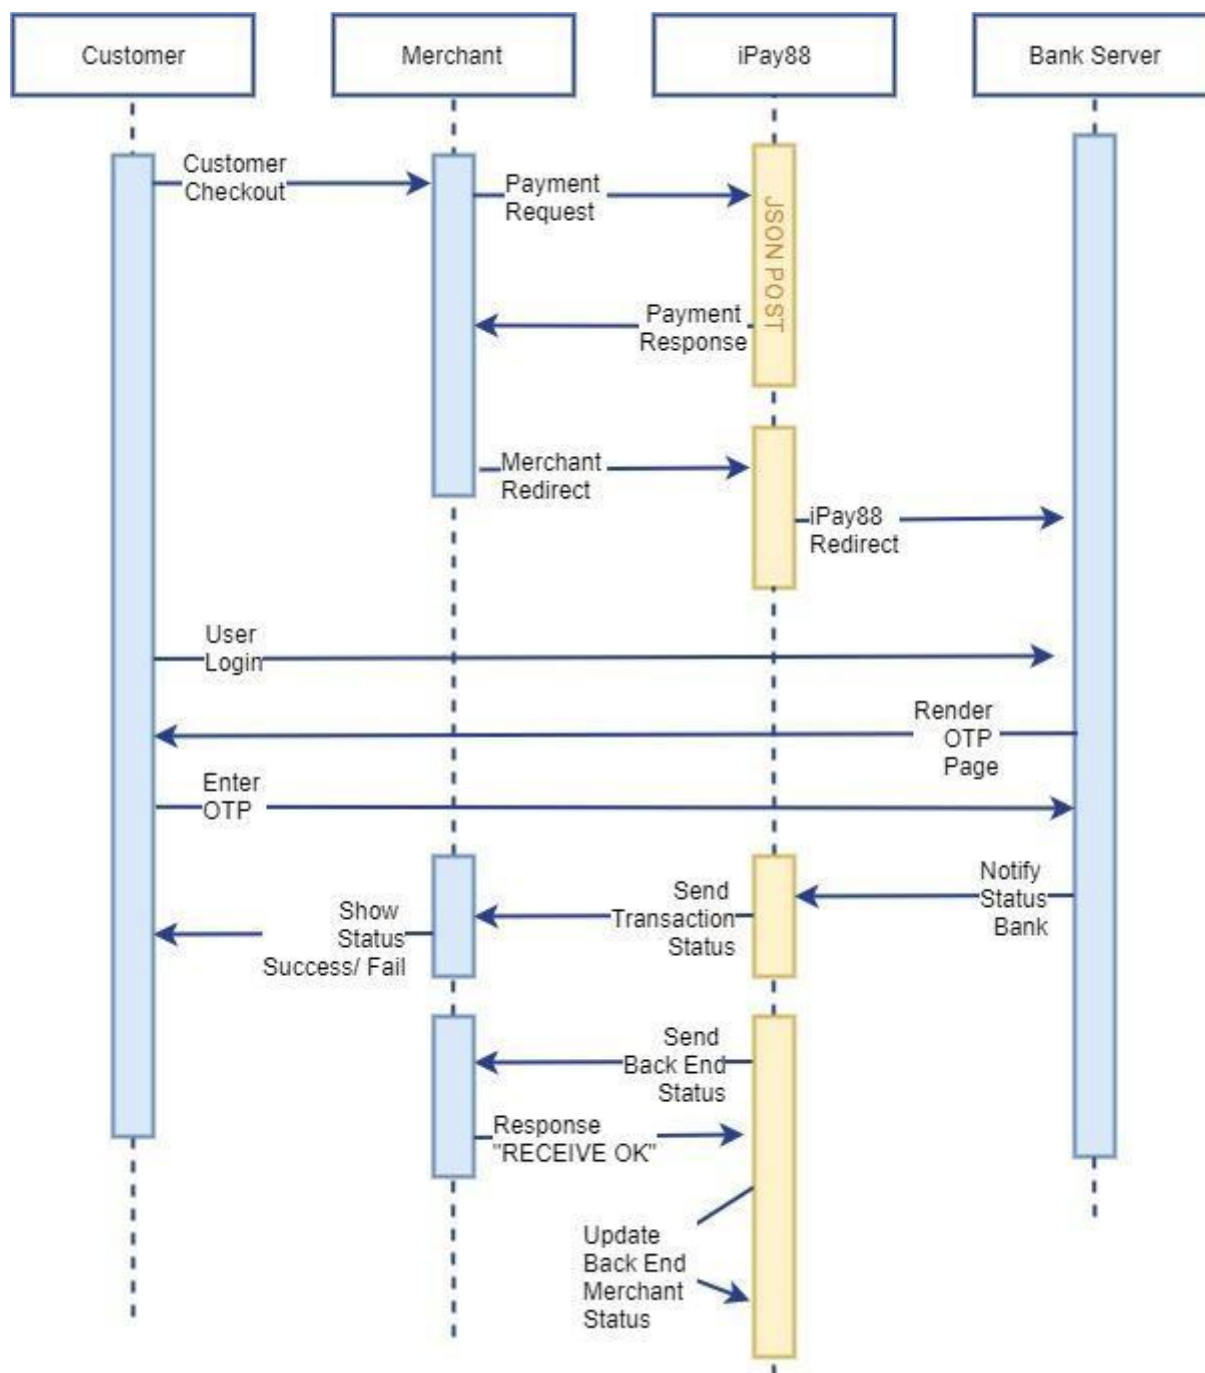 Customer
Merchant
iPay88
Bank Server
Customer
Checkout
Payment
Request
JSON POST
Payment
Response
Merchant
Redirect
iPay88
Redirect
User
Login
Render
OTP
Page
Enter
OTP
Notify
Status
Bank
Send
Transaction
Status
Show
Status
Success/ Fail
Send
Back End
Status
Response
"RECEIVE OK"
Update
Back End
Merchant
Status